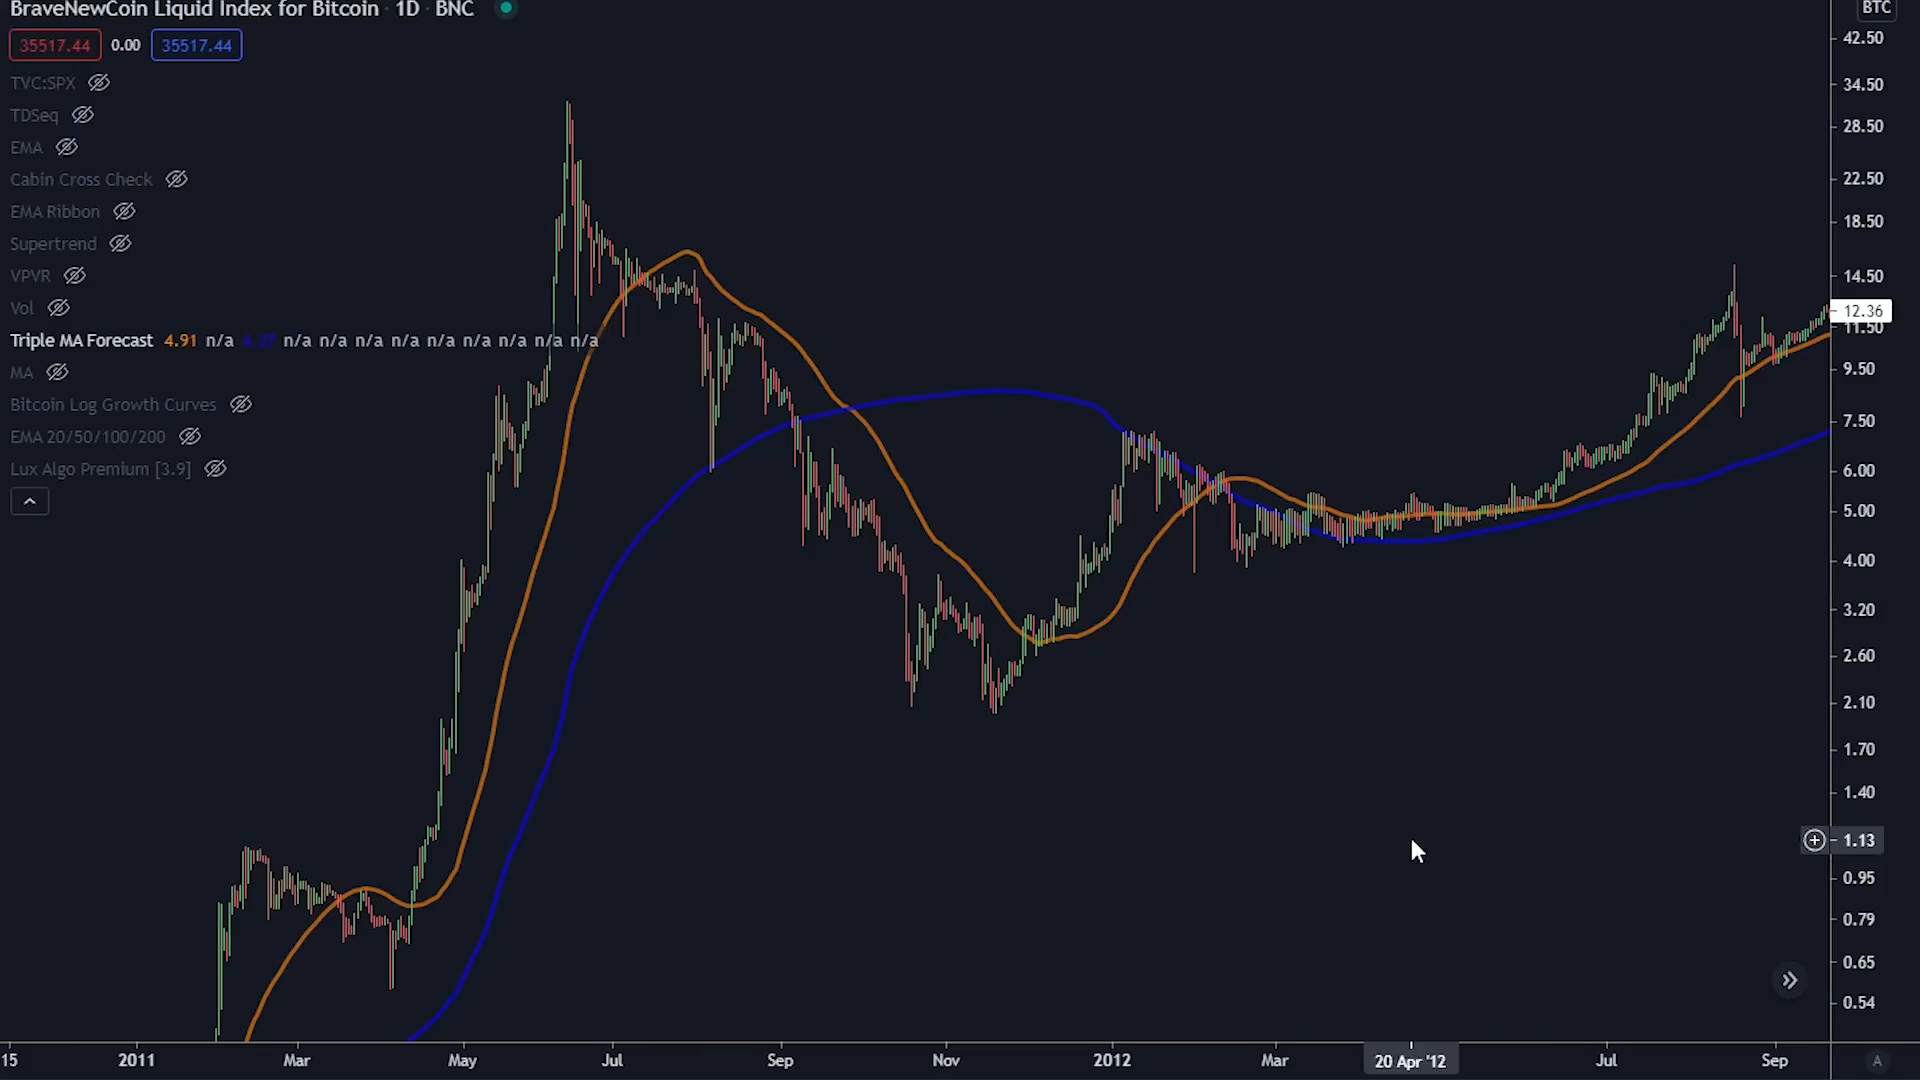 BraveNewCoin Liquid Index for Bitcoin · 1D · BNC
BTC
35517.44 0.00 35517.44
TVC:SPX
TDSeq
EMA
Cabin Cross Check
EMA Ribbon
Supertrend
VPVR
Vol
Triple MA Forecast 4.91 n/a n/a n/a n/a n/a n/a n/a n/a n/a n/a
MA
Bitcoin Log Growth Curves
EMA 20/50/100/200
Lux Algo Premium [3.9]
42.50
34.50
28.50
22.50
18.50
14.50
12.36
11.50
9.50
7.50
6.00
5.00
4.00
3.20
2.60
2.10
1.70
1.40
1.13
0.95
0.79
0.65
0.54
15 2011 Mar May Jul Sep Nov 2012 Mar 20 Apr '12 Jul Sep A